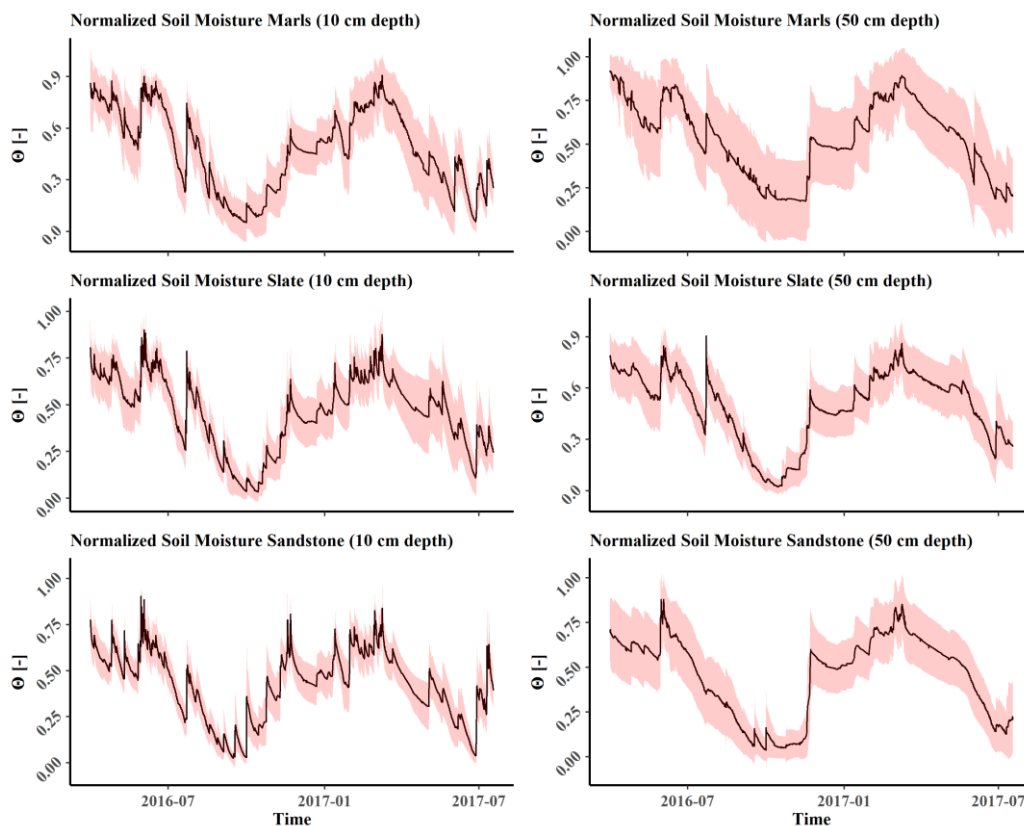 Normalized Soil Moisture Marls (10 cm depth)
Θ [-]
0.9
0.6
0.3
0.0
Normalized Soil Moisture Marls (50 cm depth)
Θ [-]
1.00
0.75
0.50
0.25
0.00
Normalized Soil Moisture Slate (10 cm depth)
Θ [-]
1.00
0.75
0.50
0.25
0.00
Normalized Soil Moisture Slate (50 cm depth)
Θ [-]
0.9
0.6
0.3
0.0
Normalized Soil Moisture Sandstone (10 cm depth)
Θ [-]
1.00
0.75
0.50
0.25
0.00
2016-07 2017-01 2017-07
Time
Normalized Soil Moisture Sandstone (50 cm depth)
Θ [-]
1.00
0.75
0.50
0.25
0.00
2016-07 2017-01 2017-07
Time